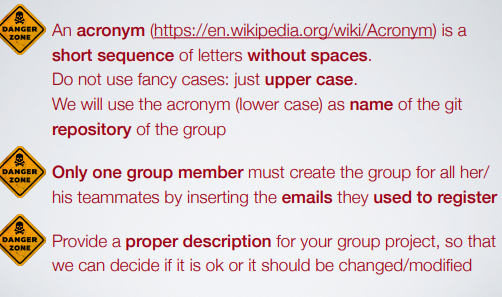 DANGER
ZONE
An acronym (https://en.wikipedia.org/wiki/Acronym) is a
short sequence of letters without spaces.
Do not use fancy cases: just upper case.
We will use the acronym (lower case) as name of the git
repository of the group
DANGER
ZONE
Only one group member must create the group for all her/
his teammates by inserting the emails they used to register
DANGER
ZONE
Provide a proper description for your group project, so that
we can decide if it is ok or it should be changed/modified